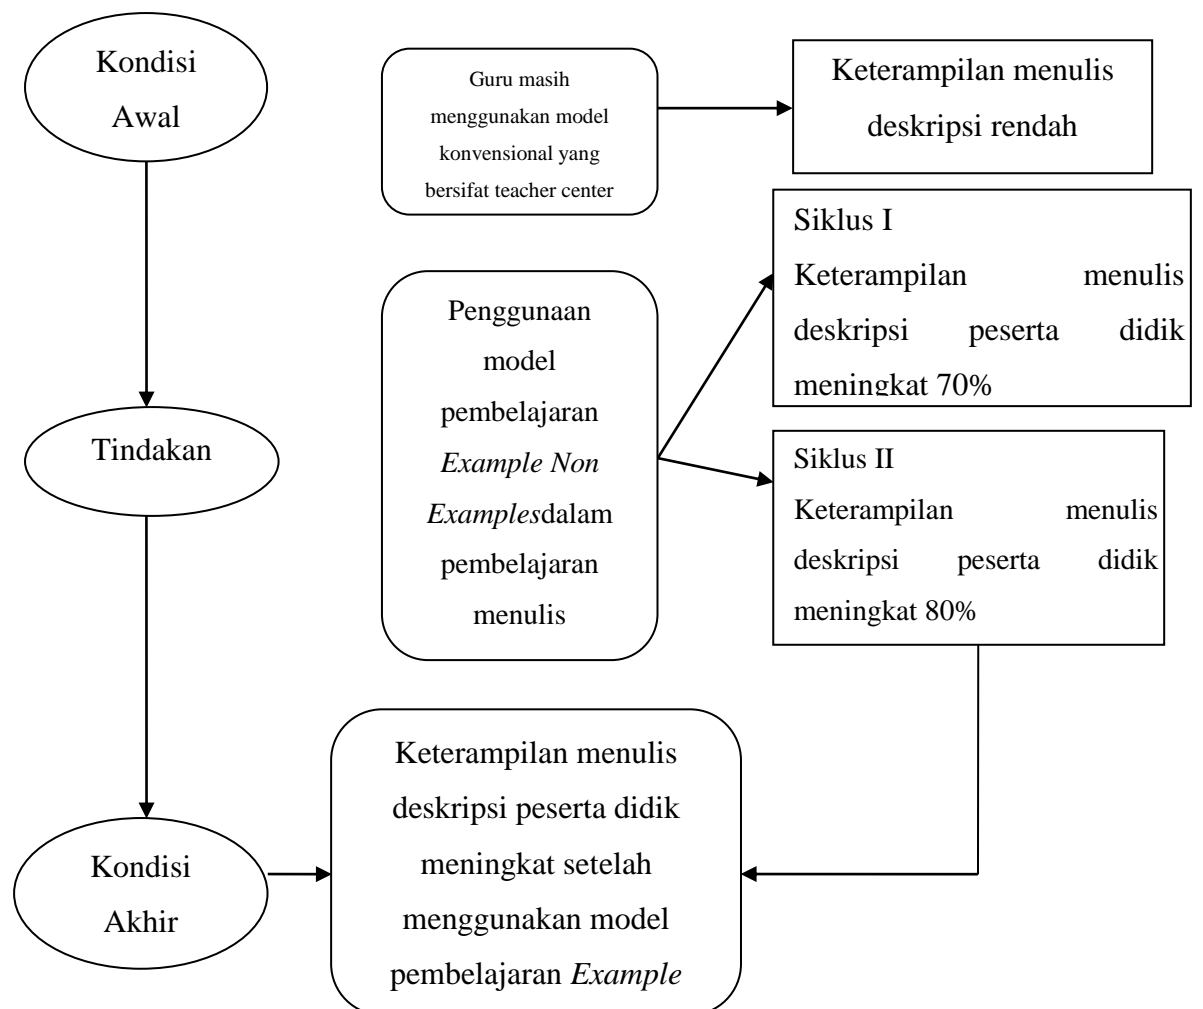 Kondisi
Awal
Guru masih
menggunakan model
konvensional yang
bersifat teacher center
Keterampilan menulis
deskripsi rendah
Tindakan
Penggunaan
model
pembelajaran
Example Non
Examplesdalam
pembelajaran
menulis
Siklus I
Keterampilan menulis
deskripsi peserta didik
meningkat 70%
Siklus II
Keterampilan menulis
deskripsi peserta didik
meningkat 80%
Kondisi
Akhir
Keterampilan menulis
deskripsi peserta didik
meningkat setelah
menggunakan model
pembelajaran Example